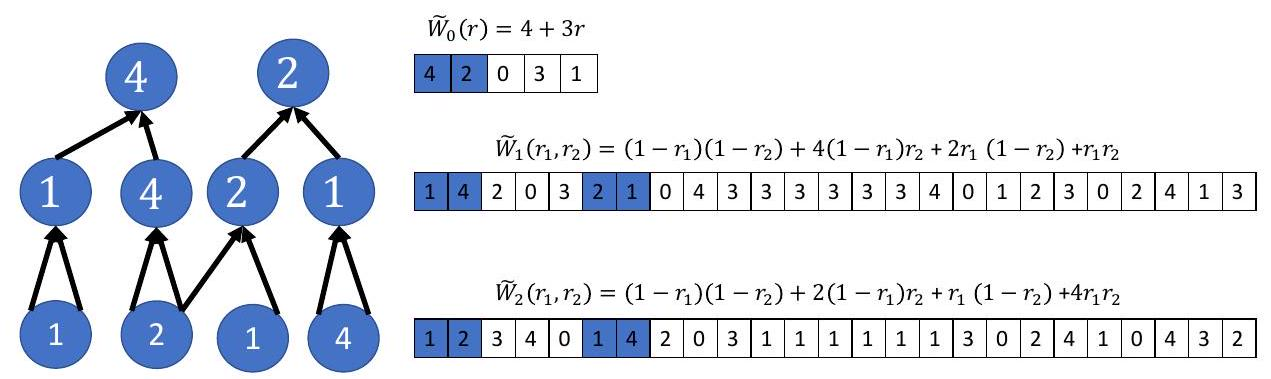 W̃₀(r) = 4 + 3r
4 2 0 3 1
4 2
W̃₁(r₁,r₂) = (1 − r₁)(1 − r₂) + 4(1 − r₁)r₂ + 2r₁ (1 − r₂) +r₁r₂
1 4 2 0 3 2 1 0 4 3 3 3 3 3 3 4 0 1 2 3 0 2 4 1 3
1 4 2 1
W̃₂(r₁,r₂) = (1 − r₁)(1 − r₂) + 2(1 − r₁)r₂ + r₁ (1 − r₂) +4r₁r₂
1 2 3 4 0 1 4 2 0 3 1 1 1 1 1 1 3 0 2 4 1 0 4 3 2
1 2 1 4